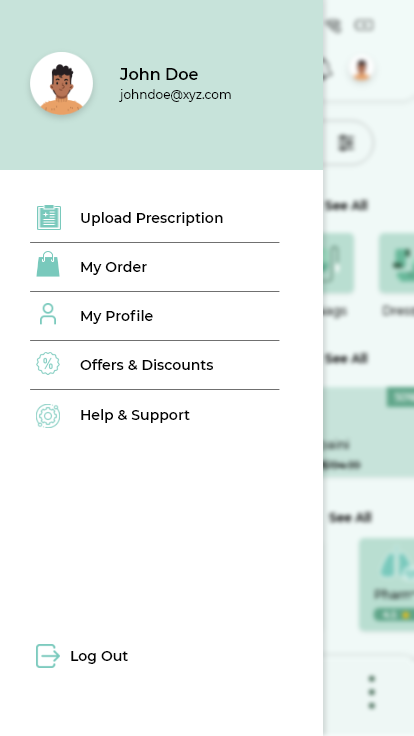 John Doe
johndoe@xyz.com
Upload Prescription
My Order
My Profile
Offers & Discounts
Help & Support
Log Out
See All
See All
See All